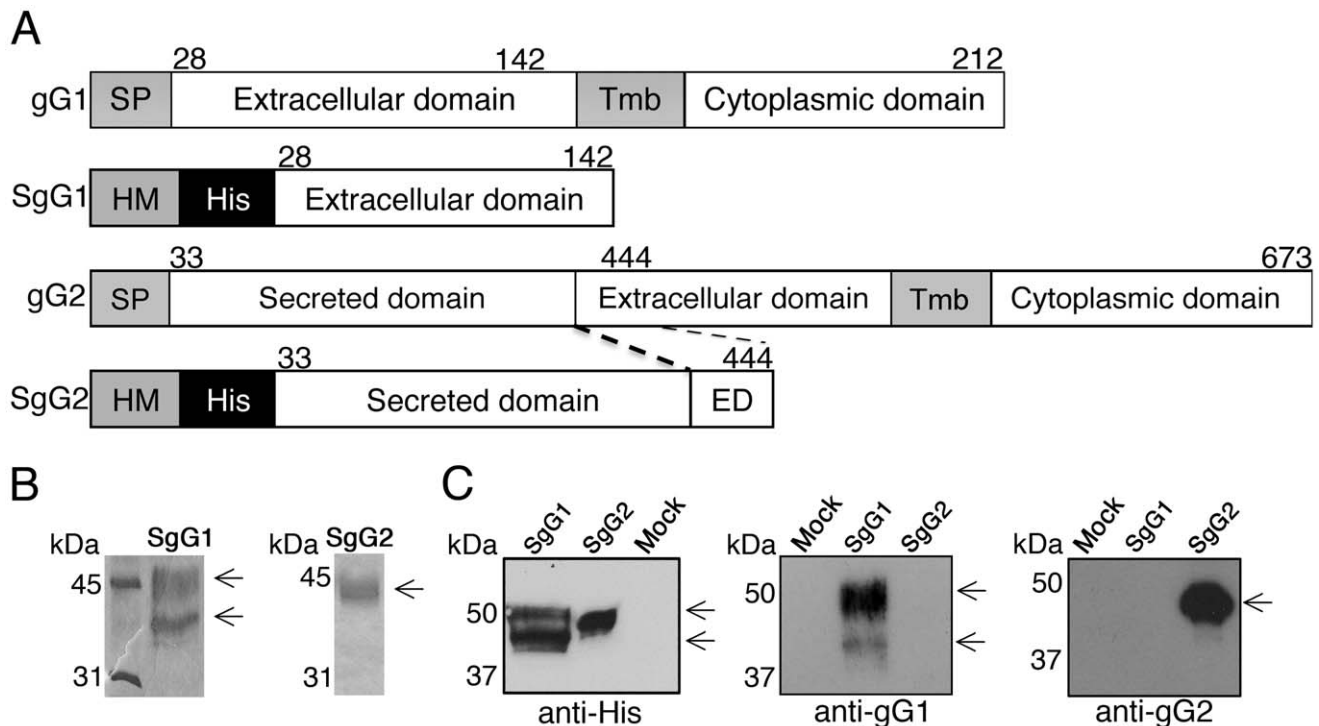 A
28 142 212
gG1 SP Extracellular domain Tmb Cytoplasmic domain
28 142
SgG1 HM His Extracellular domain
33 444 673
gG2 SP Secreted domain Extracellular domain Tmb Cytoplasmic domain
33 444
SgG2 HM His Secreted domain ED
B
kDa SgG1
45
31
kDa SgG2
45
31
C
kDa SgG1 SgG2 Mock
50
37
anti-His
kDa Mock SgG1 SgG2
50
37
anti-gG1
kDa Mock SgG1 SgG2
50
37
anti-gG2